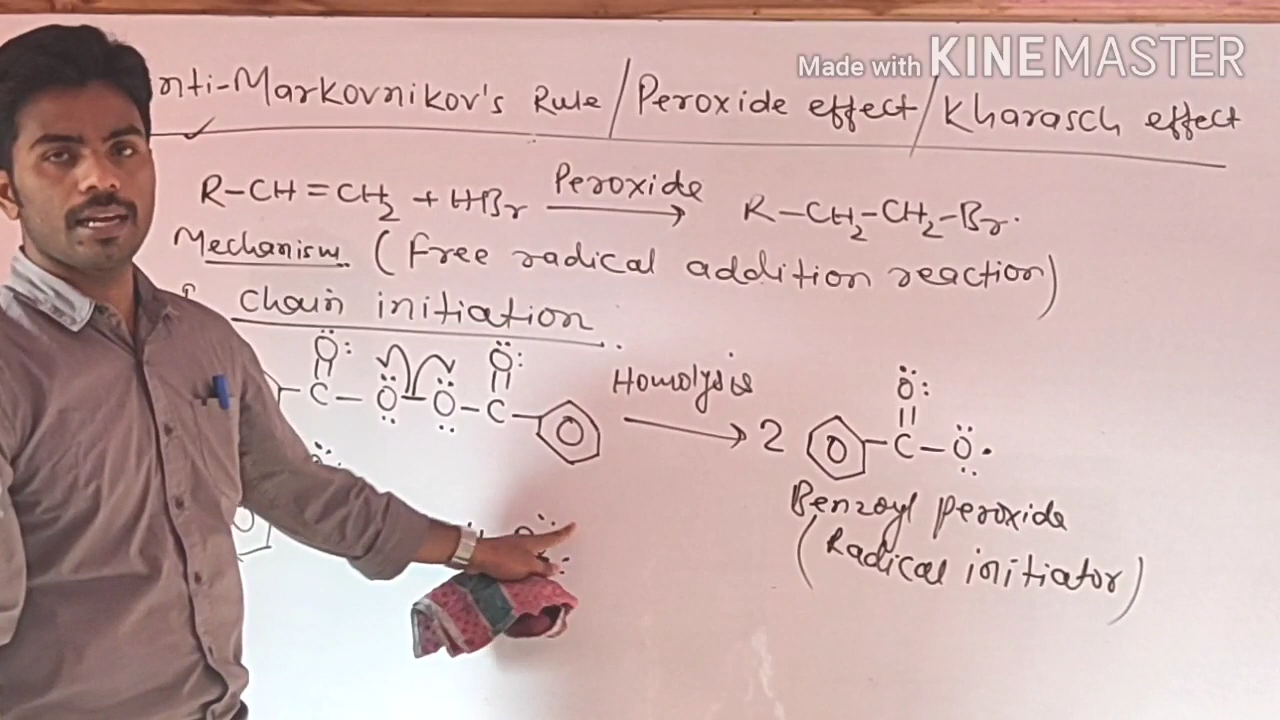 Made with KINEMASTER
nti-Markovnikov's Rule / Peroxide effect / Kharasch effect
R-CH=CH₂ + HBr Peroxide → R-CH₂-CH₂-Br.
Mechanism (Free radical addition reaction)
Chain initiation
C - O - O - C Homolysis → 2 C - O •
O O O
Benzoyl peroxide
(Radical initiator)